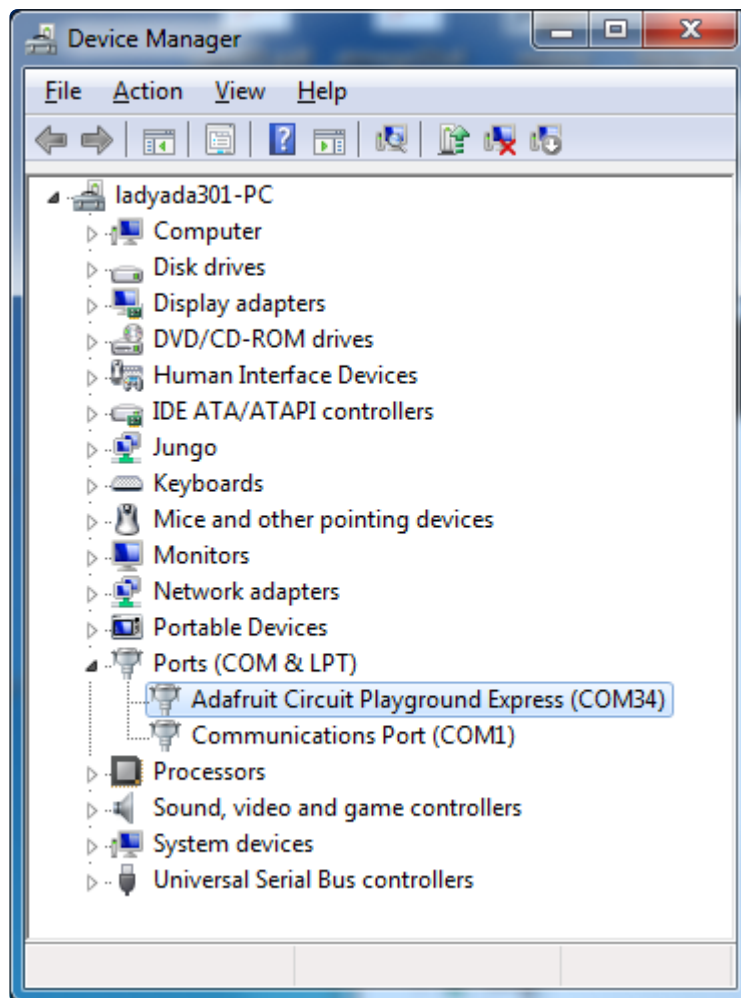 Device Manager
File Action View Help
ladyada301-PC
Computer
Disk drives
Display adapters
DVD/CD-ROM drives
Human Interface Devices
IDE ATA/ATAPI controllers
Jungo
Keyboards
Mice and other pointing devices
Monitors
Network adapters
Portable Devices
Ports (COM & LPT)
Adafruit Circuit Playground Express (COM34)
Communications Port (COM1)
Processors
Sound, video and game controllers
System devices
Universal Serial Bus controllers